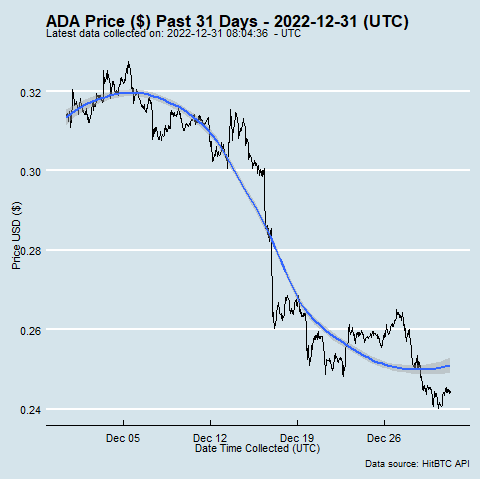 ADA Price ($) Past 31 Days - 2022-12-31 (UTC)
Latest data collected on: 2022-12-31 08:04:36 - UTC
0.32
0.30
0.28
0.26
0.24
Price USD ($)
Dec 05 Dec 12 Dec 19 Dec 26
Date Time Collected (UTC)
Data source: HitBTC API